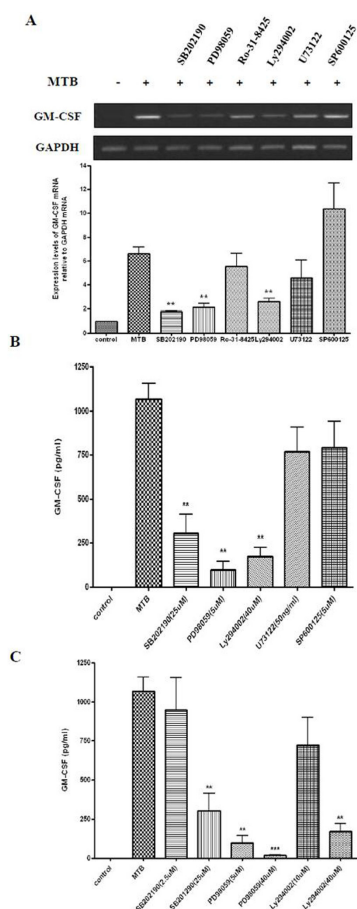 A
SB202190
PD98059
Ro-31-8425
Ly294002
U73122
SP600125
MTB - + + + + + + +
GM-CSF
GAPDH
Expression levels of GM-CSF mRNA
relative to GAPDH mRNA
14
12
10
8
6
4
2
0
** ** **
control MTB SB202190 PD98059 Ro-31-8425 Ly294002 U73122 SP600125
B
GM-CSF (pg/ml)
1250
1000
750
500
250
0
** ** **
control MTB SB202190(25uM) PD98059(5uM) Ly294002(40uM) U73122(50ng/ml) SP600125(5uM)
C
GM-CSF (pg/ml)
1250
1000
750
500
250
0
** ** *** **
control MTB SB202190(2.5uM) SB201290(25uM) PD98059(5uM) PD98059(40uM) Ly294002(10uM) Ly294002(40uM)